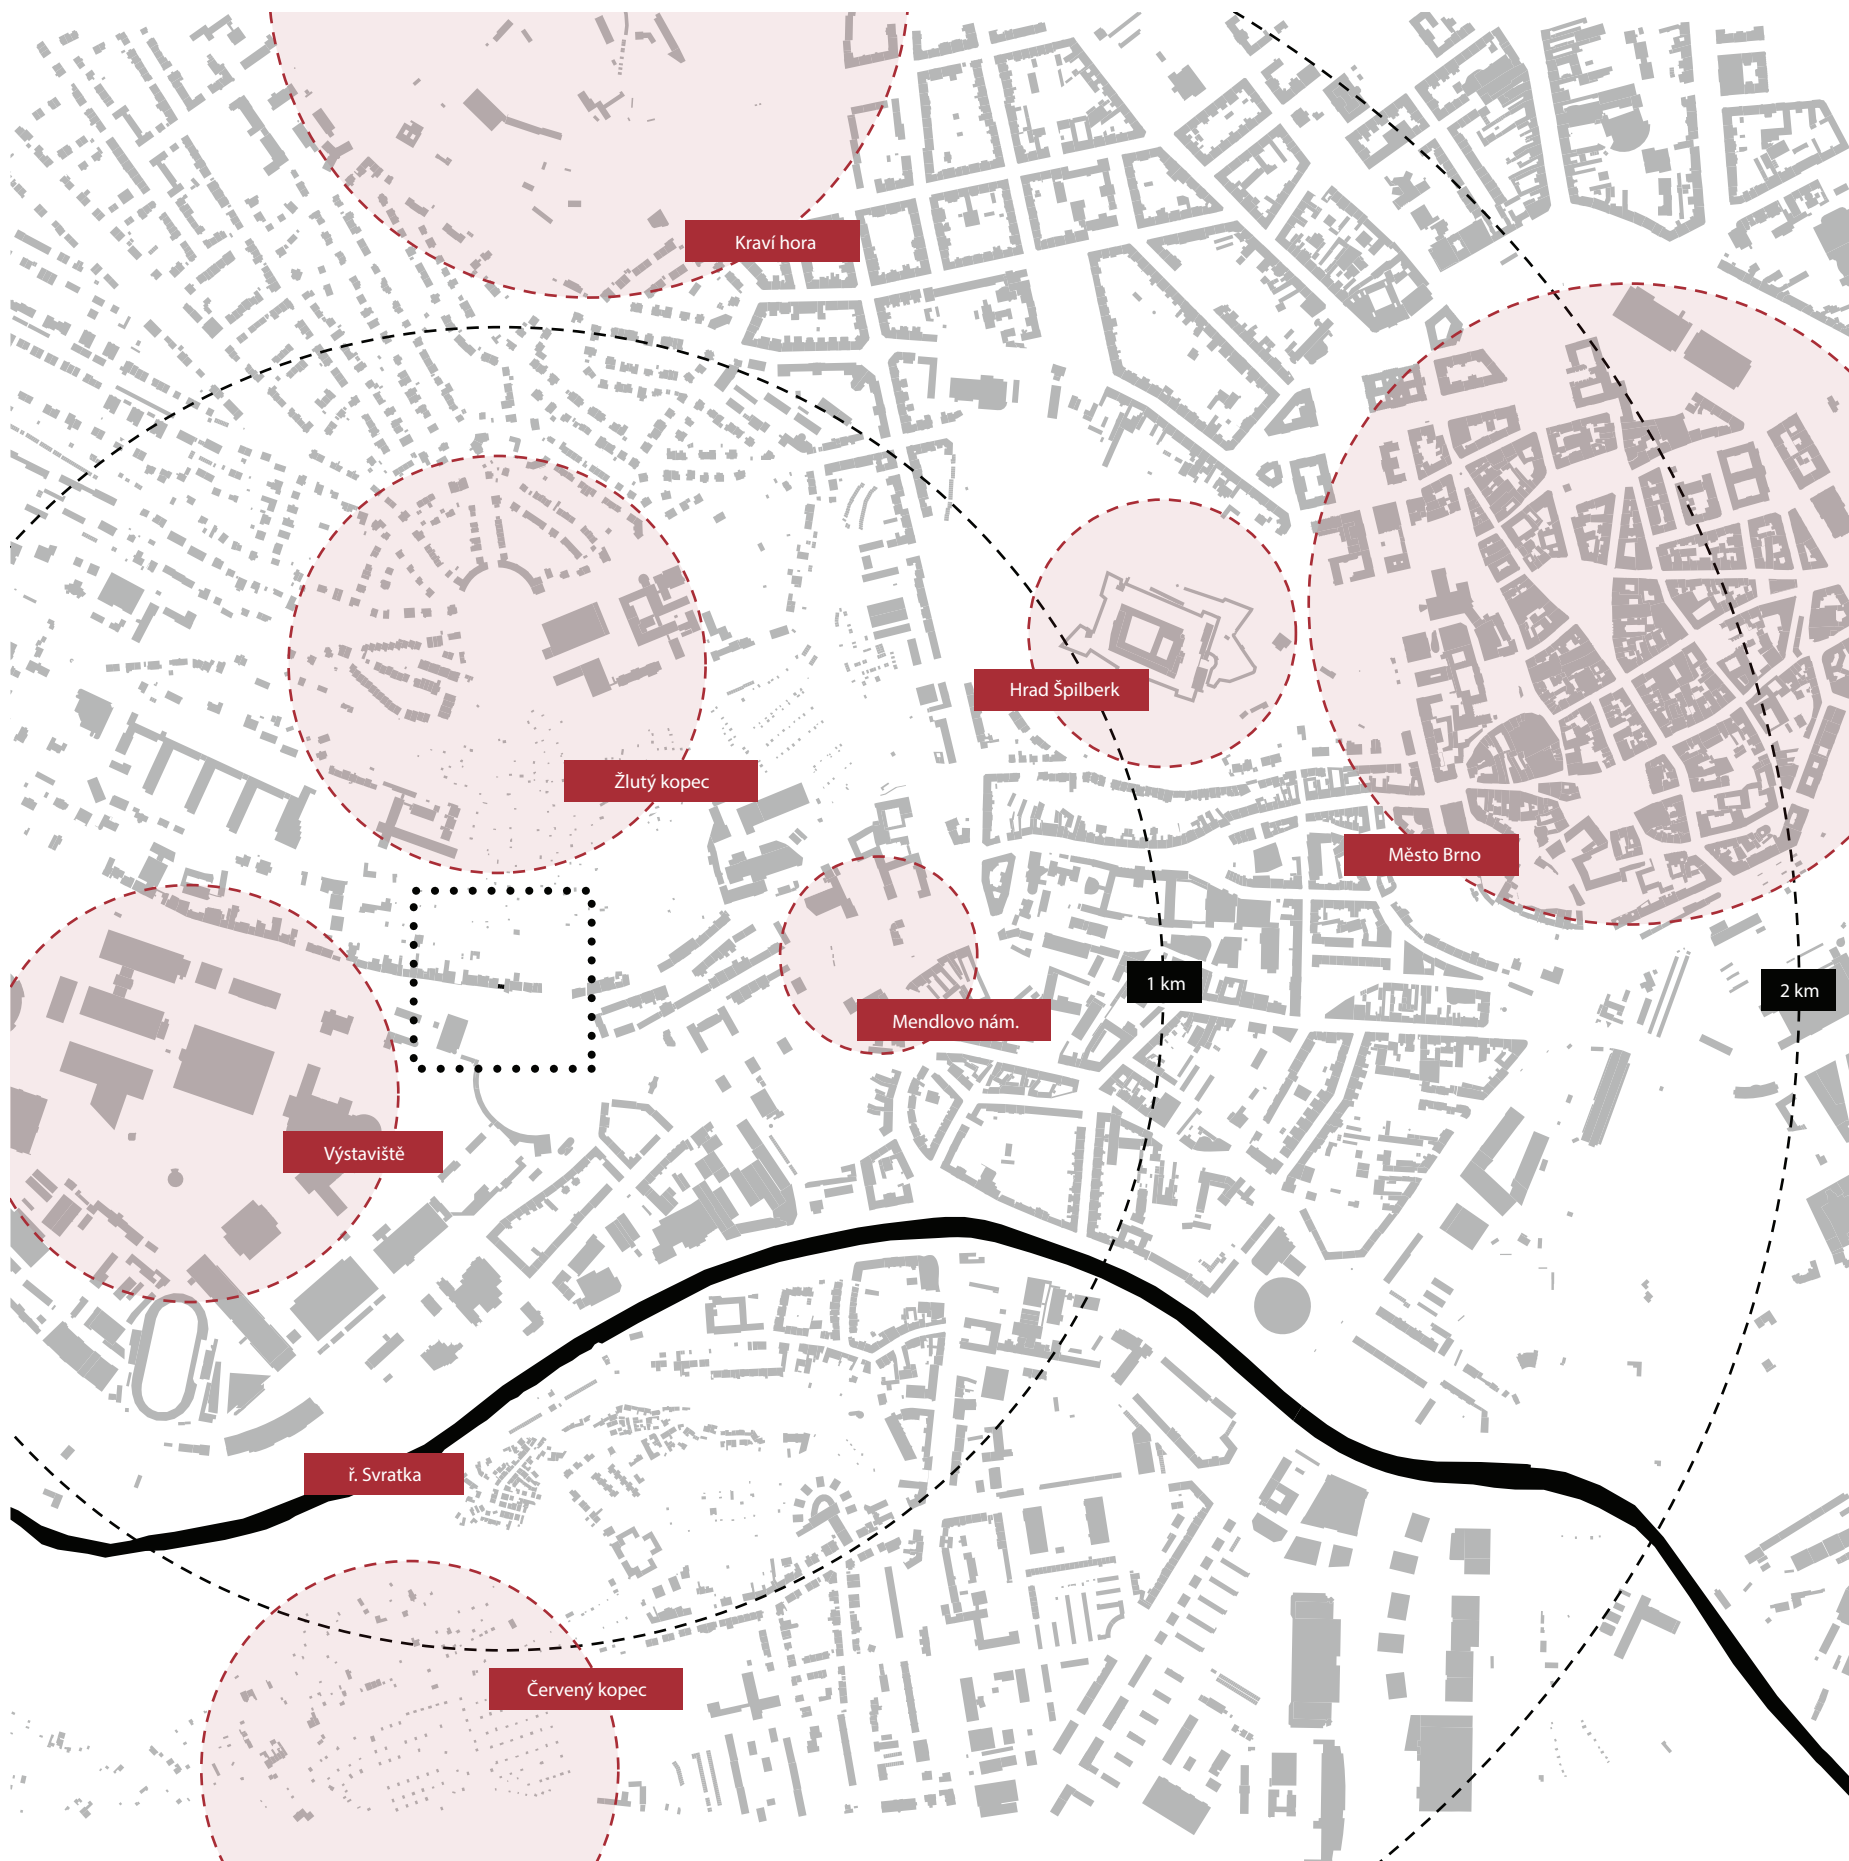 Kraví hora
Hrad Špilberk
Žlutý kopec
Město Brno
1 km
2 km
Mendlovo nám.
Výstaviště
ř. Svratka
Červený kopec